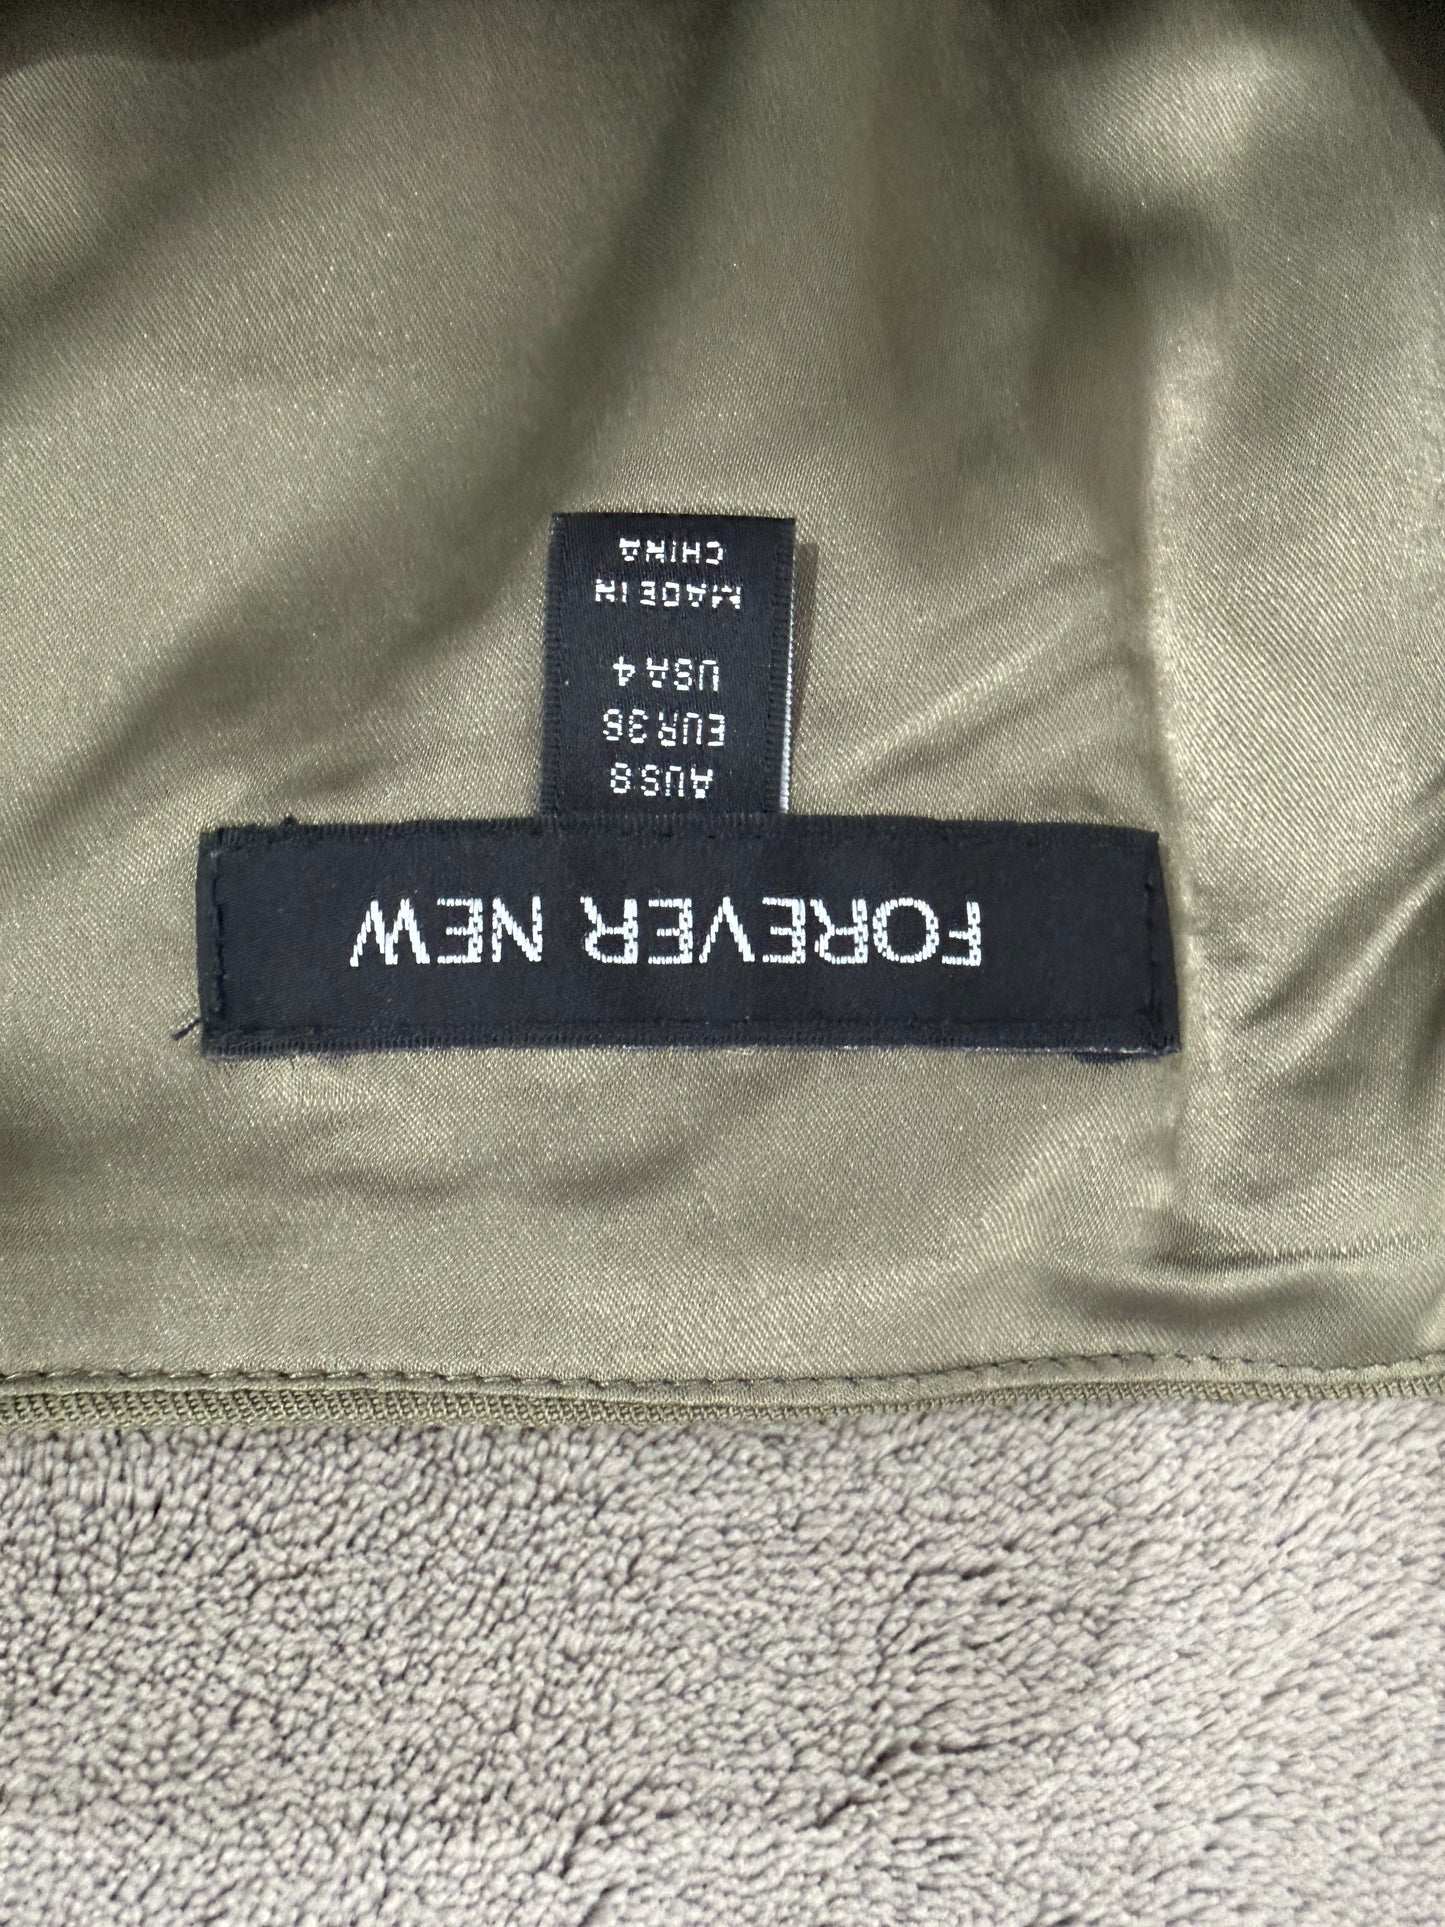 FOREVER NEW
AUS 8
EUR 36
USA 4
MADE IN
CHINA